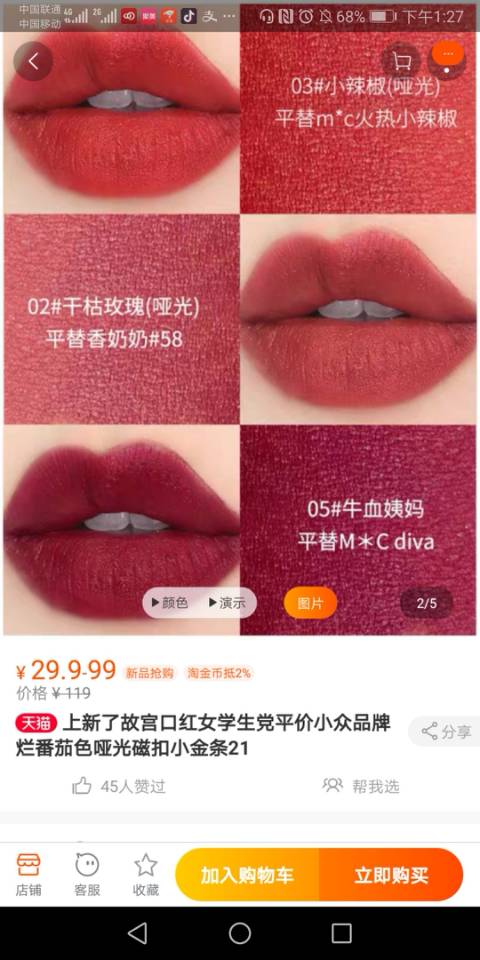 中国联通
中国移动
4G
2G
68%
下午1:27
03#小辣椒(哑光)
平替m*c火热小辣椒
02#干枯玫瑰(哑光)
平替香奶奶#58
05#牛血姨妈
平替M＊C diva
颜色
演示
图片
2/5
¥29.9-99 新品抢购 淘金币抵2%
价格 ¥119
天猫 上新了故宫口红女学生党平价小众品牌
烂番茄色哑光磁扣小金条21
分享
45人赞过
帮我选
店铺
客服
收藏
加入购物车
立即购买